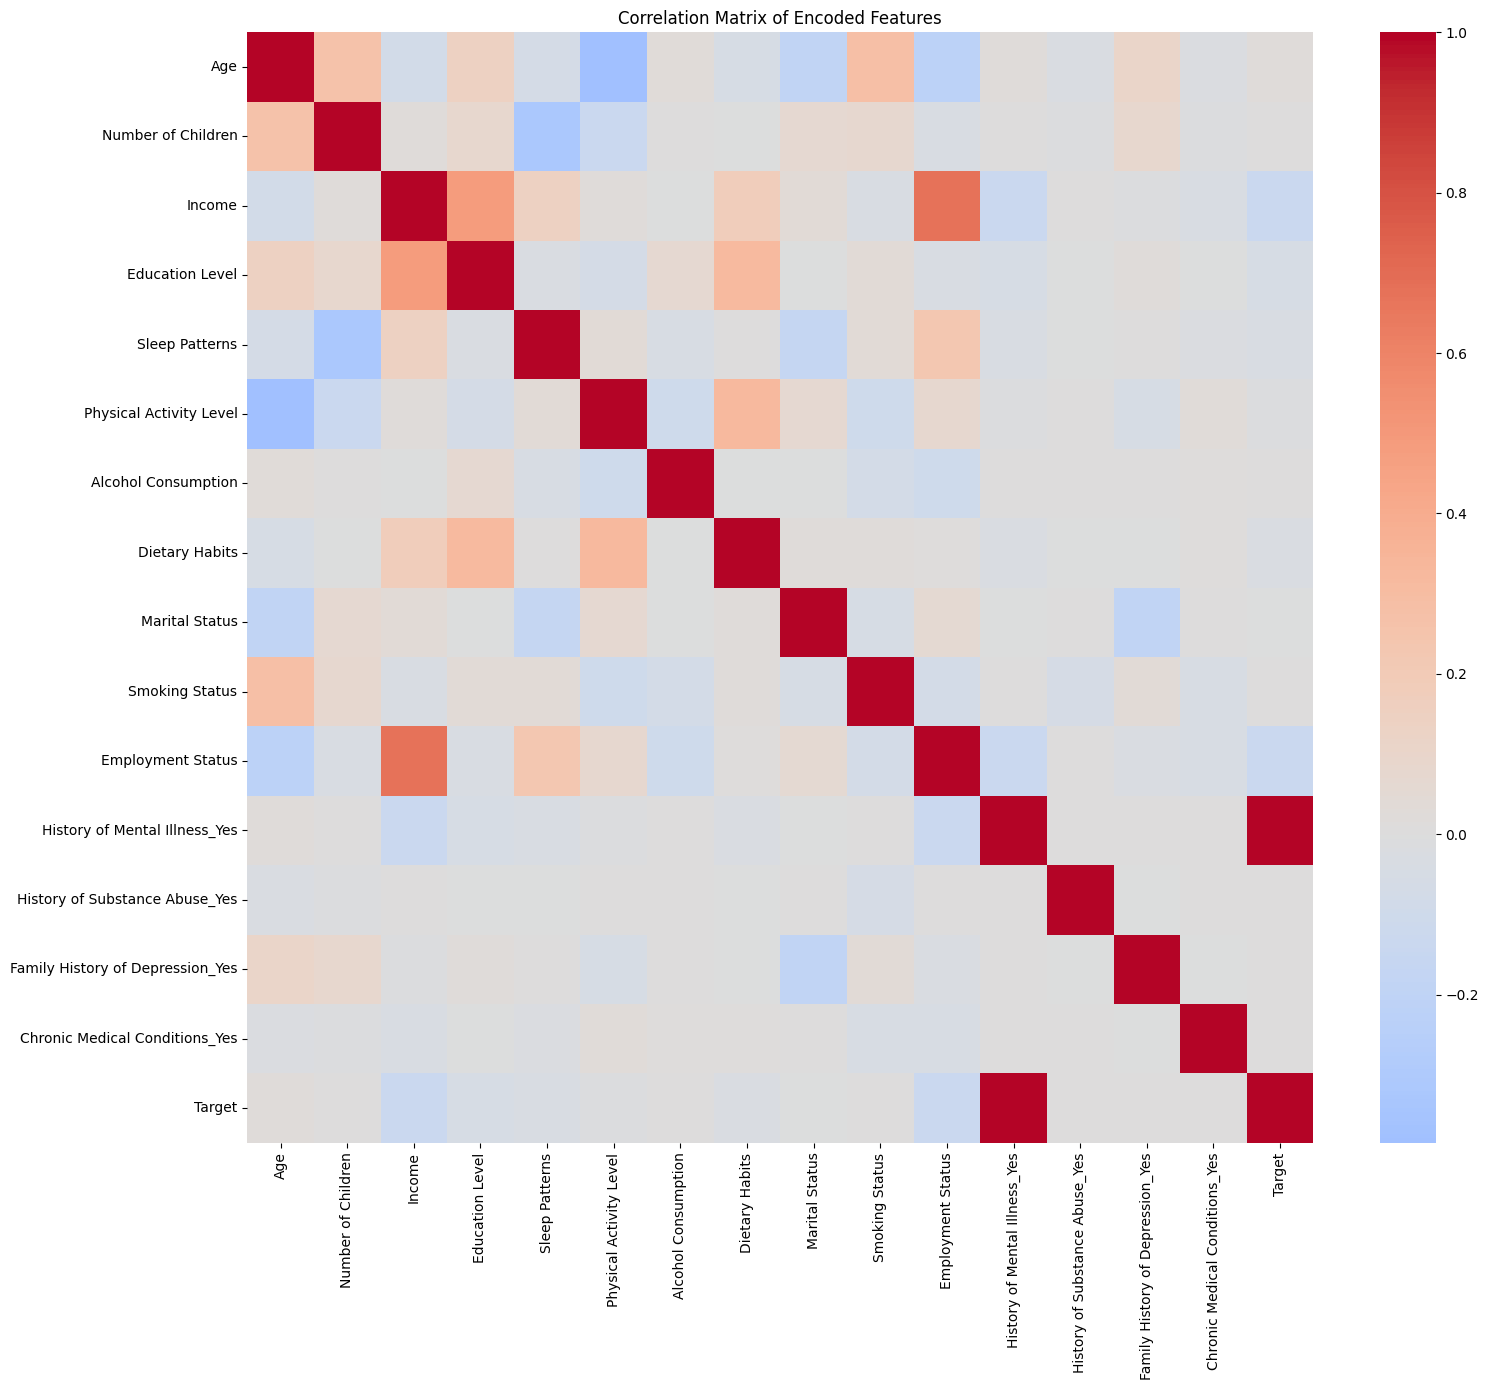 Correlation Matrix of Encoded Features
Age
Number of Children
Income
Education Level
Sleep Patterns
Physical Activity Level
Alcohol Consumption
Dietary Habits
Marital Status
Smoking Status
Employment Status
History of Mental Illness_Yes
History of Substance Abuse_Yes
Family History of Depression_Yes
Chronic Medical Conditions_Yes
Target
Age
Number of Children
Income
Education Level
Sleep Patterns
Physical Activity Level
Alcohol Consumption
Dietary Habits
Marital Status
Smoking Status
Employment Status
History of Mental Illness_Yes
History of Substance Abuse_Yes
Family History of Depression_Yes
Chronic Medical Conditions_Yes
Target
1.0
0.8
0.6
0.4
0.2
0.0
−0.2